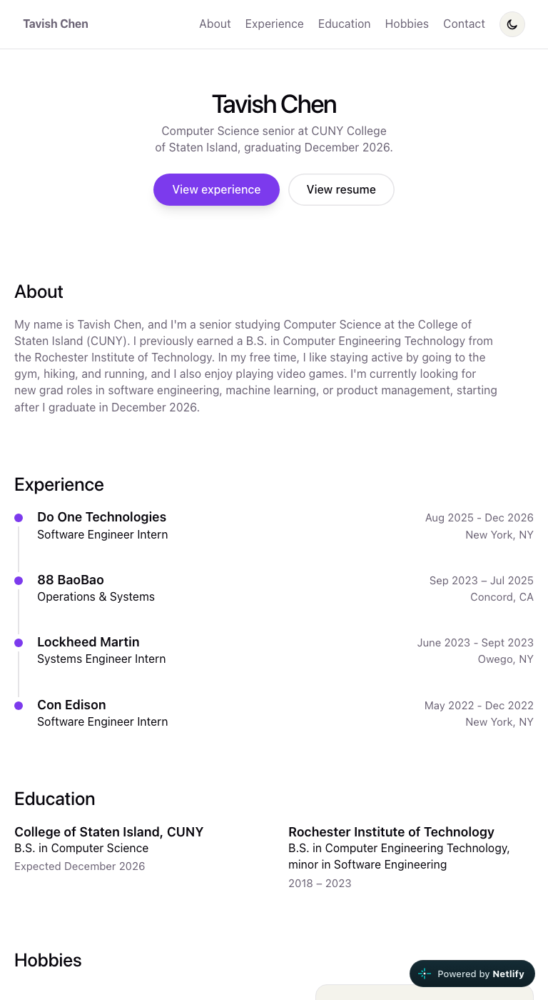 Tavish Chen
About
Experience
Education
Hobbies
Contact
Tavish Chen
Computer Science senior at CUNY College
of Staten Island, graduating December 2026.
View experience
View resume
About
My name is Tavish Chen, and I'm a senior studying Computer Science at the College of
Staten Island (CUNY). I previously earned a B.S. in Computer Engineering Technology from
the Rochester Institute of Technology. In my free time, I like staying active by going to the
gym, hiking, and running, and I also enjoy playing video games. I'm currently looking for
new grad roles in software engineering, machine learning, or product management, starting
after I graduate in December 2026.
Experience
Do One Technologies
Software Engineer Intern
Aug 2025 - Dec 2026
New York, NY
88 BaoBao
Operations & Systems
Sep 2023 – Jul 2025
Concord, CA
Lockheed Martin
Systems Engineer Intern
June 2023 - Sept 2023
Owego, NY
Con Edison
Software Engineer Intern
May 2022 - Dec 2022
New York, NY
Education
College of Staten Island, CUNY
B.S. in Computer Science
Expected December 2026
Rochester Institute of Technology
B.S. in Computer Engineering Technology,
minor in Software Engineering
2018 – 2023
Hobbies
Powered by Netlify